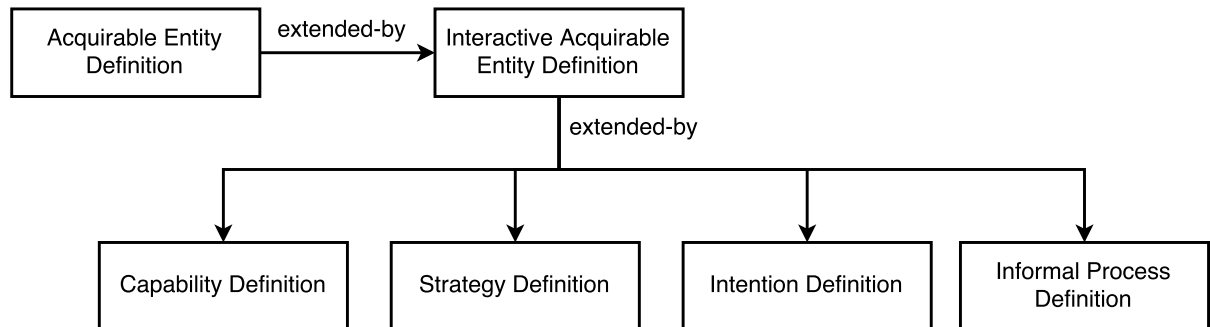 Acquirable Entity
Definition
extended-by
Interactive Acquirable
Entity Definition
extended-by
Capability Definition
Strategy Definition
Intention Definition
Informal Process
Definition